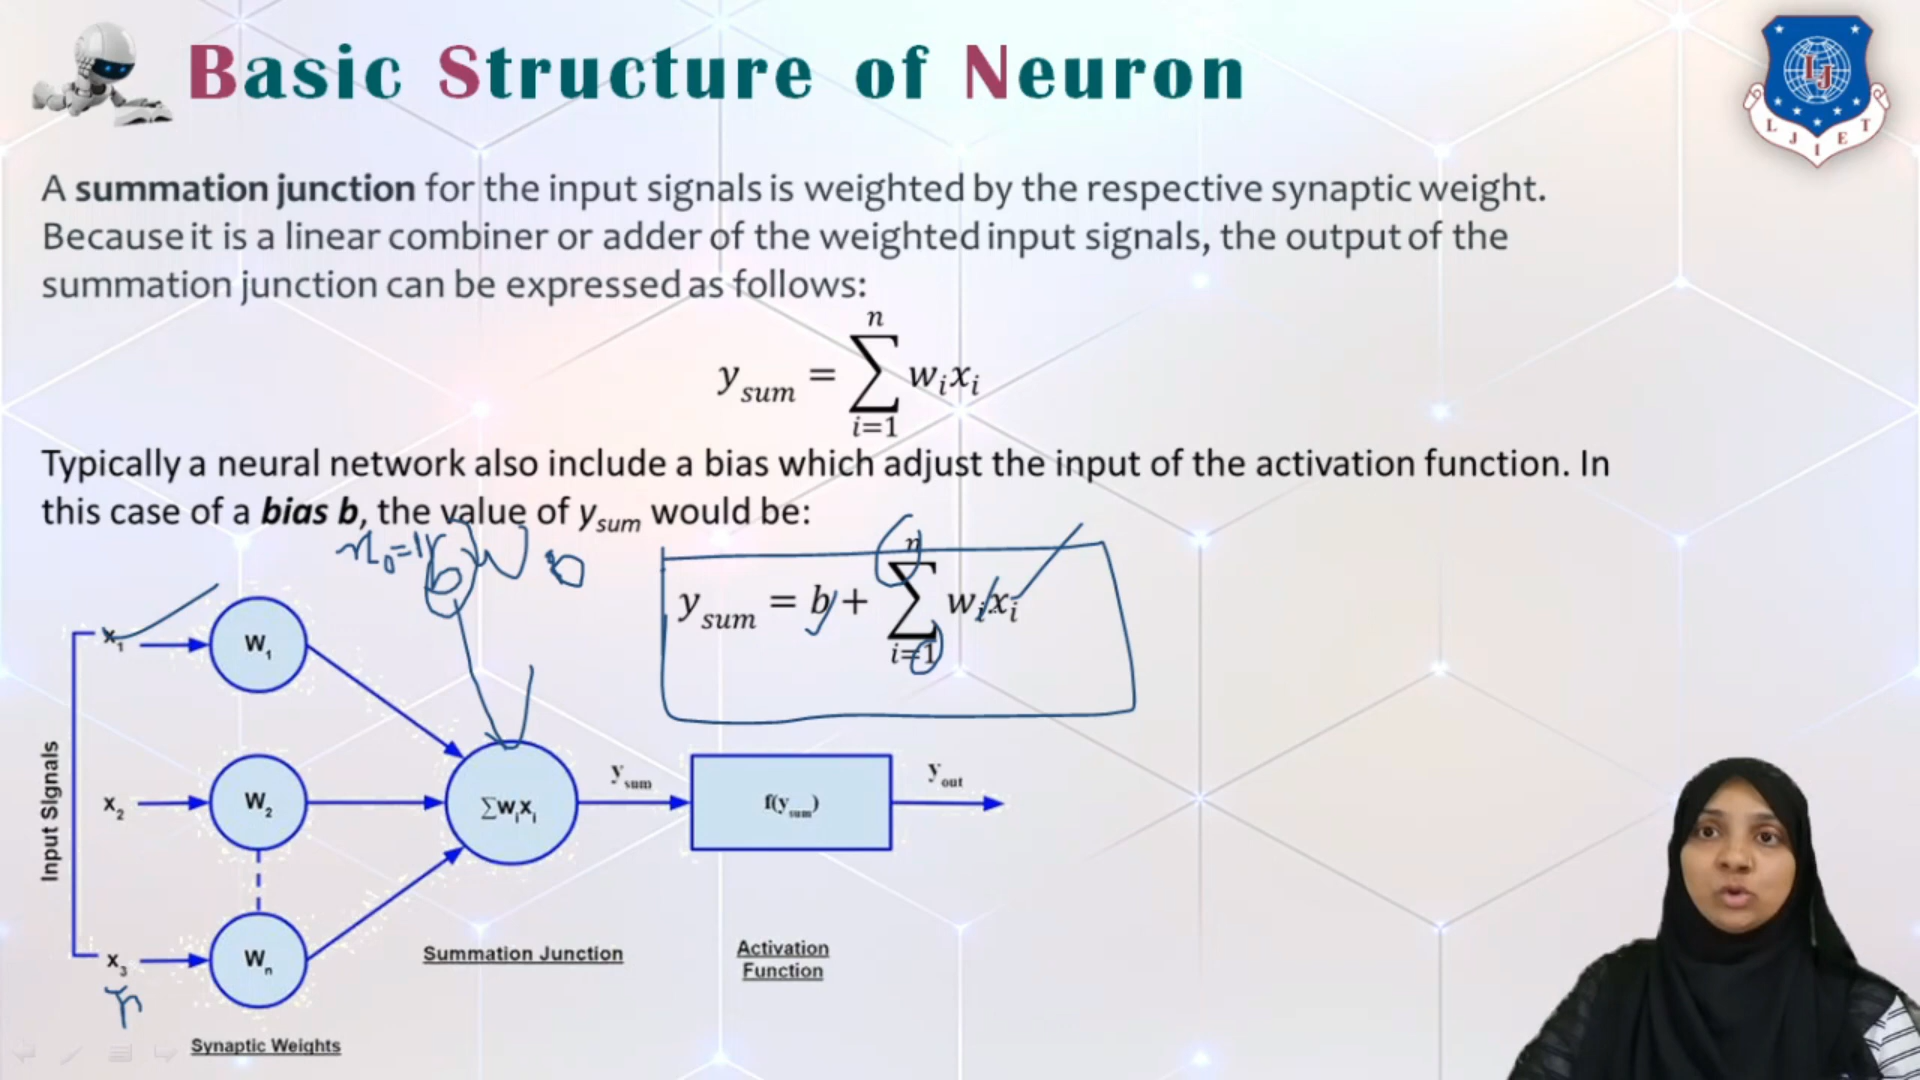 Basic Structure of Neuron
L J I E T
LJ
A summation junction for the input signals is weighted by the respective synaptic weight.
Because it is a linear combiner or adder of the weighted input signals, the output of the
summation junction can be expressed as follows:
y_sum = ∑_{i=1}^{n} w_i x_i
Typically a neural network also include a bias which adjust the input of the activation function. In
this case of a bias b, the value of y_sum would be:
b W 0
y_sum = b + ∑_{i=1}^{n} w_i x_i
Input Signals
x_1
W_1
x_2
W_2
∑w_i x_i
y_sum
f(y_sum)
y_out
x_3
W_n
Summation Junction
Activation
Function
Synaptic Weights